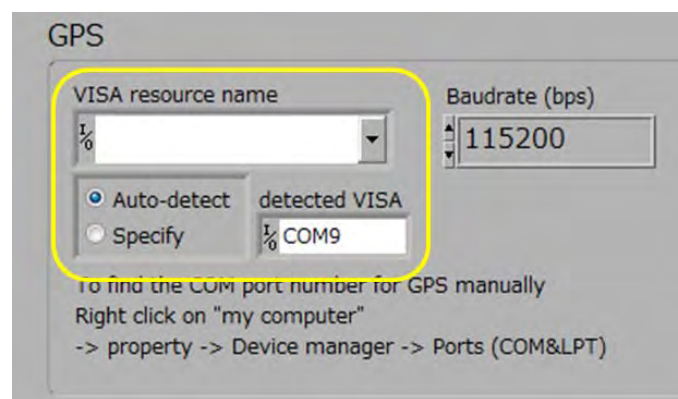 GPS
VISA resource name
Baudrate (bps)
I/O
115200
Auto-detect
detected VISA
Specify
I/O COM9
To find the COM port number for GPS manually
Right click on "my computer"
-> property -> Device manager -> Ports (COM&LPT)